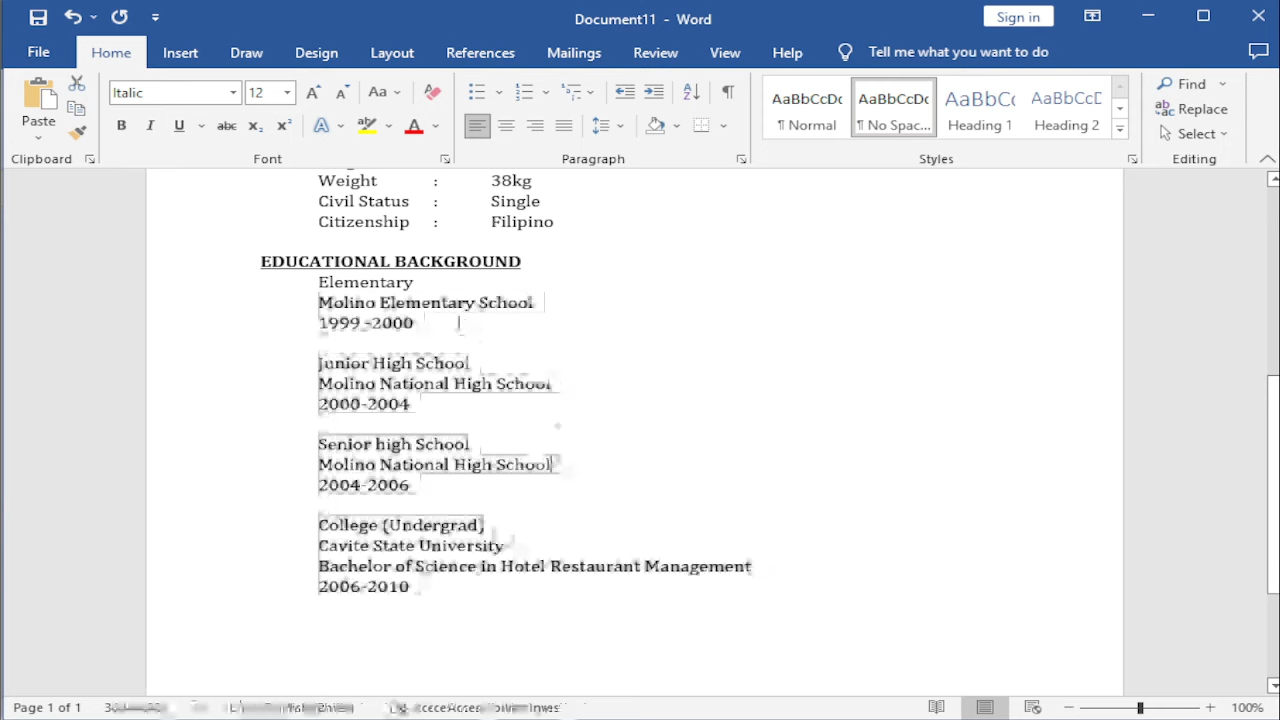 Document11 - Word
Sign in
File Home Insert Draw Design Layout References Mailings Review View Help Tell me what you want to do
Paste
Clipboard
Italic 12
Aa
B I U abc x₂ x²
A
Font
Paragraph
AaBbCcDc AaBbCcDc AaBbCc AaBbCcD
¶ Normal ¶ No Spac... Heading 1 Heading 2
Styles
Find
Replace
Select
Editing
Weight : 38kg
Civil Status : Single
Citizenship : Filipino
EDUCATIONAL BACKGROUND
Elementary
Molino Elementary School
1999 -2000
Junior High School
Molino National High School
2000-2004
Senior high School
Molino National High School
2004-2006
College (Undergrad)
Cavite State University
Bachelor of Science in Hotel Restaurant Management
2006-2010
Page 1 of 1
100%